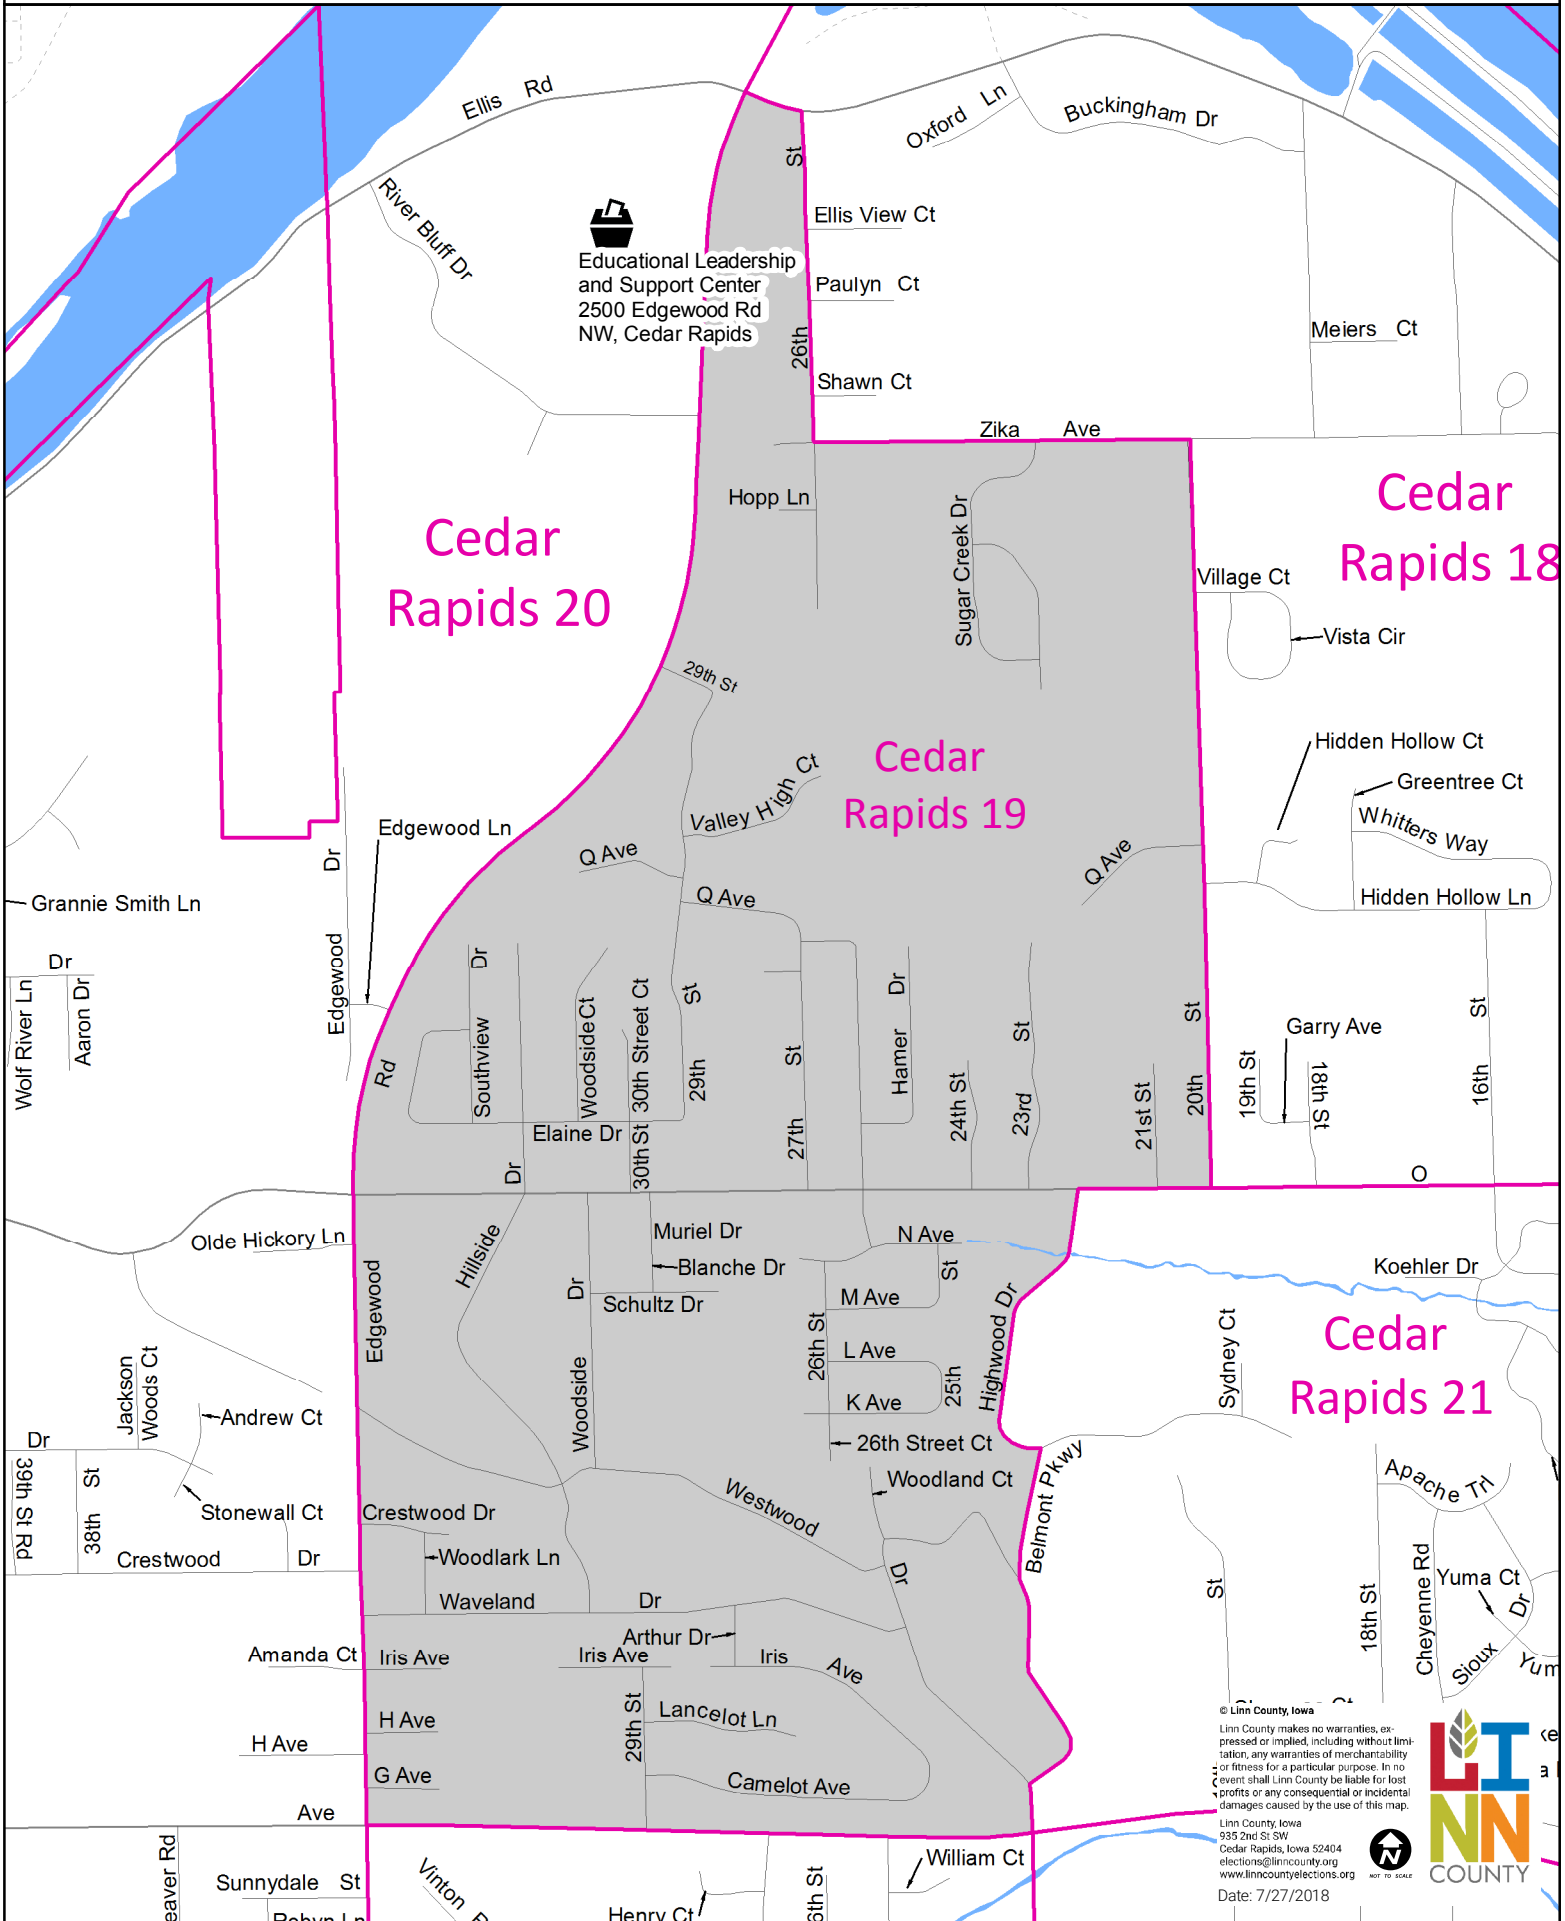 Ellis Rd
Oxford Ln
Buckingham Dr
River Bluff Dr
St
Ellis View Ct
Educational Leadership
and Support Center
2500 Edgewood Rd
NW, Cedar Rapids
Paulyn Ct
26th
Meiers Ct
Shawn Ct
Zika Ave
Hopp Ln
Sugar Creek Dr
Cedar
Rapids 20
Cedar
Rapids 18
Village Ct
Vista Cir
29th St
Cedar
Rapids 19
Hidden Hollow Ct
Greentree Ct
Whitters Way
Valley High Ct
Edgewood Ln
Dr
Q Ave
Q Ave
Q Ave
Hidden Hollow Ln
Grannie Smith Ln
Edgewood
Dr
Wolf River Ln
Aaron Dr
Dr
Southview
Woodside Ct
30th Street Ct
St
29th
St
27th
Dr
Hamer
24th St
St
23rd
21st St
St
20th
19th St
Garry Ave
18th St
St
16th
Rd
Elaine Dr
30th St
Dr
O
Olde Hickory Ln
Hillside
Muriel Dr
Blanche Dr
Dr
Schultz Dr
N Ave
M Ave
St
L Ave
K Ave
25th
26th St
26th Street Ct
Highwood Dr
Koehler Dr
Cedar
Rapids 21
Sydney Ct
Edgewood
Jackson
Woods Ct
Andrew Ct
Dr
39th St Rd
St
38th
Stonewall Ct
Crestwood Dr
Woodside
Westwood
Woodland Ct
Belmont Pkwy
Apache Trl
Crestwood Dr
Woodlark Ln
Dr
Waveland Dr
Cheyenne Rd
Yuma Ct
Dr
Sioux
Yum
St
18th St
Arthur Dr
Amanda Ct
Iris Ave
Iris Ave
Iris Ave
29th St
Lancelot Ln
H Ave
H Ave
G Ave
Camelot Ave
Ave
© Linn County, Iowa
Linn County makes no warranties, ex-
pressed or implied, including without limi-
tation, any warranties of merchantability
or fitness for a particular purpose. In no
event shall Linn County be liable for lost
profits or any consequential or incidental
damages caused by the use of this map.
Linn County, Iowa
935 2nd St SW
Cedar Rapids, Iowa 52404
elections@linncounty.org
www.linncountyelections.org
Date: 7/27/2018
N
NOT TO SCALE
LINN
COUNTY
eaver Rd
Sunnydale St
Robyn Ln
Vinton
Henry Ct
6th St
William Ct